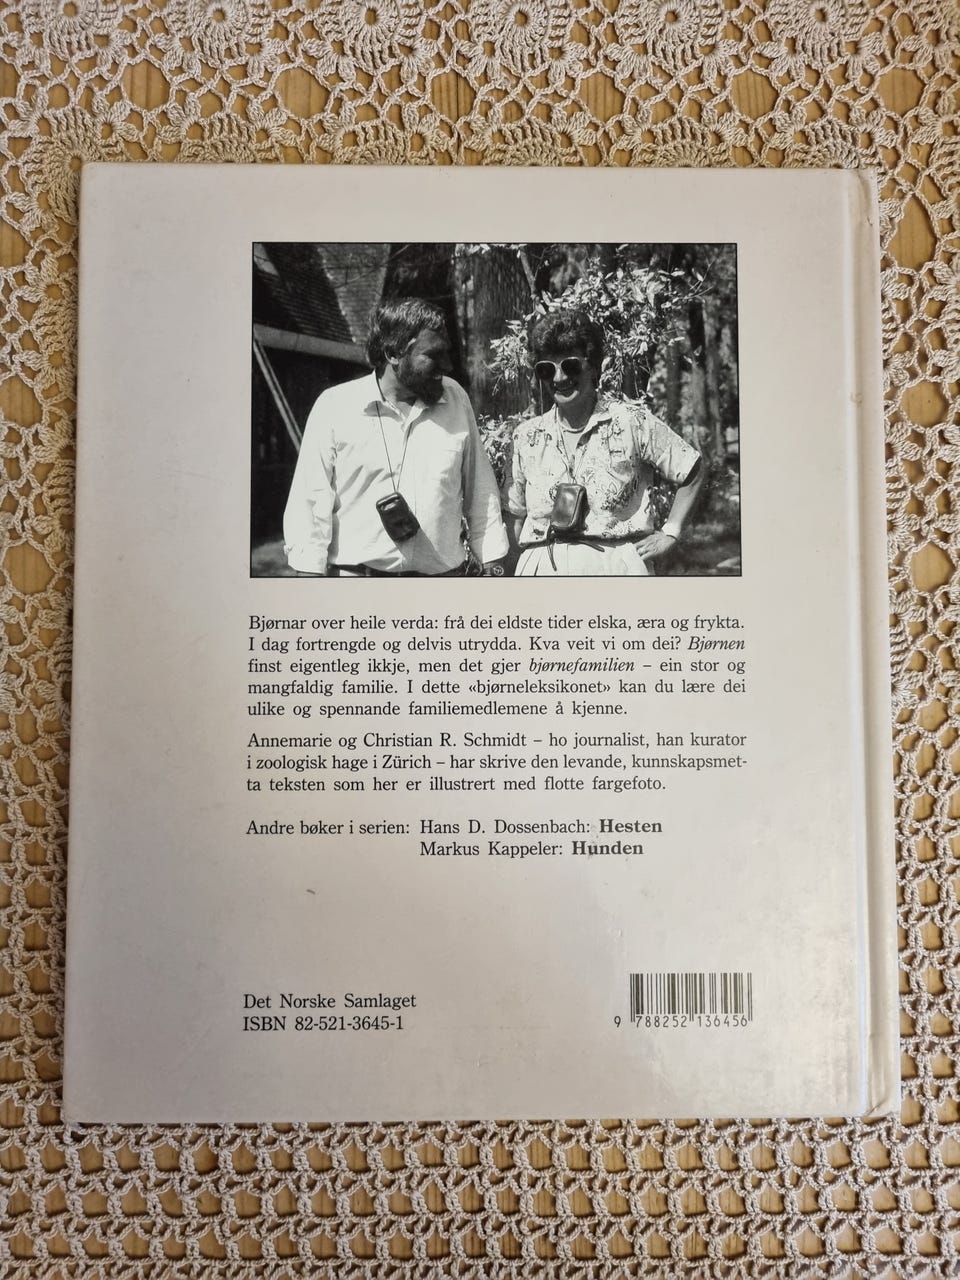 Bjørnar over heile verda: frå dei eldste tider elska, æra og frykta.
I dag fortrengde og delvis utrydda. Kva veit vi om dei? Bjørnen
finst eigentleg ikkje, men det gjer bjørnefamilien – ein stor og
mangfaldig familie. I dette «bjørneleksikonet» kan du lære dei
ulike og spennande familiemedlemene å kjenne.
Annemarie og Christian R. Schmidt – ho journalist, han kurator
i zoologisk hage i Zürich – har skrive den levande, kunnskapsmet-
ta teksten som her er illustrert med flotte fargefoto.
Andre bøker i serien: Hans D. Dossenbach: Hesten
Markus Kappeler: Hunden
Det Norske Samlaget
ISBN 82-521-3645-1
9 788252 136456